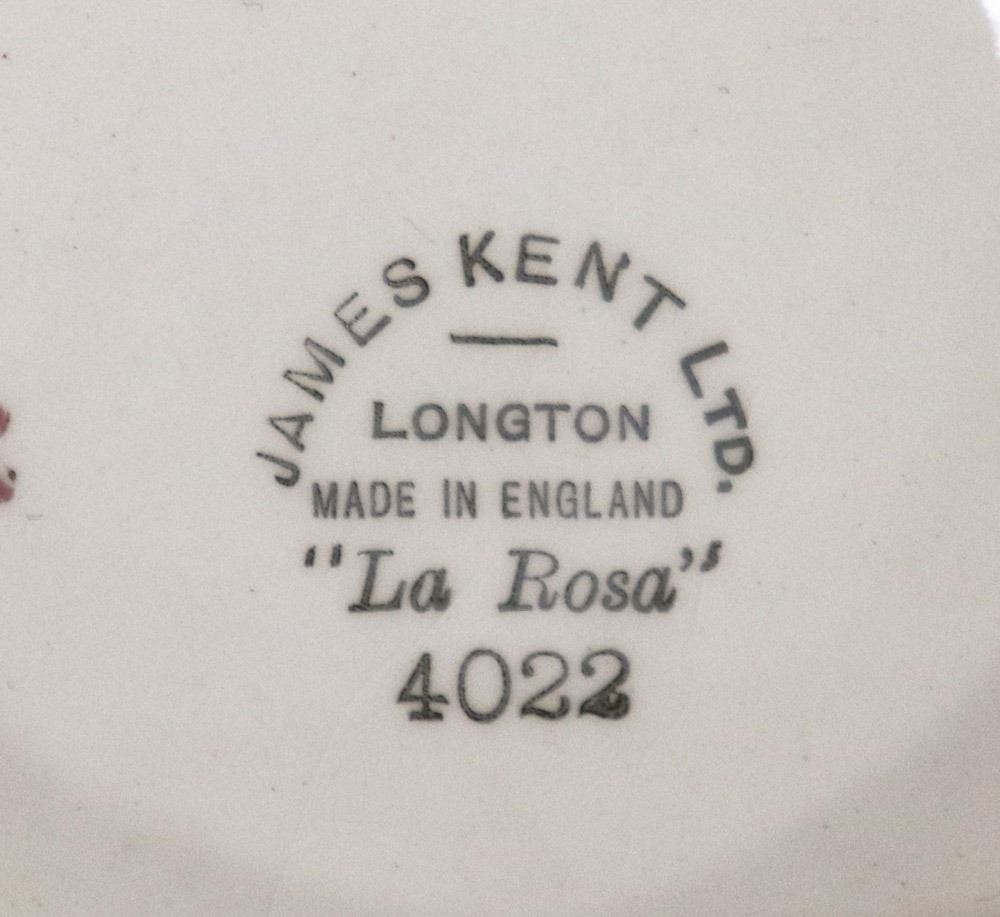 JAMES KENT LTD.
LONGTON
MADE IN ENGLAND
"La Rosa"
4022